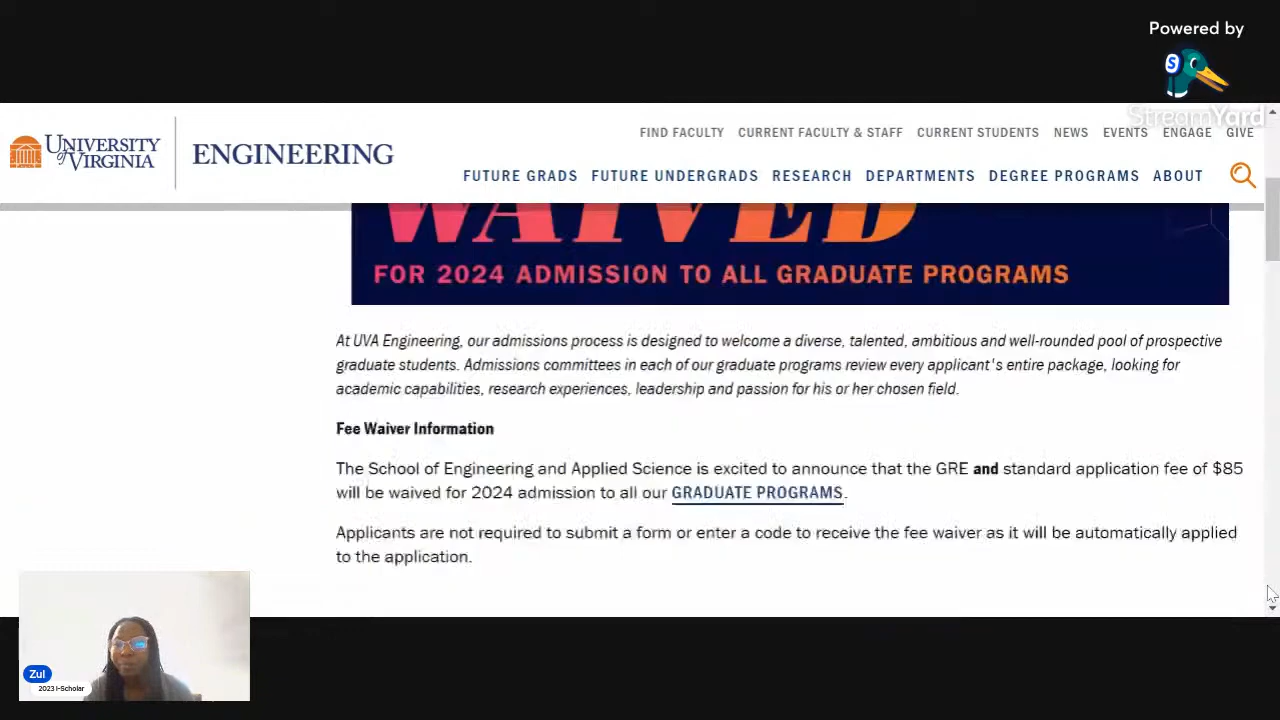 Powered by
S
StreamYard
UNIVERSITY of VIRGINIA
ENGINEERING
FIND FACULTY CURRENT FACULTY & STAFF CURRENT STUDENTS NEWS EVENTS ENGAGE GIVE
FUTURE GRADS FUTURE UNDERGRADS RESEARCH DEPARTMENTS DEGREE PROGRAMS ABOUT
WAIVED
FOR 2024 ADMISSION TO ALL GRADUATE PROGRAMS
At UVA Engineering, our admissions process is designed to welcome a diverse, talented, ambitious and well-rounded pool of prospective
graduate students. Admissions committees in each of our graduate programs review every applicant's entire package, looking for
academic capabilities, research experiences, leadership and passion for his or her chosen field.
Fee Waiver Information
The School of Engineering and Applied Science is excited to announce that the GRE and standard application fee of $85
will be waived for 2024 admission to all our GRADUATE PROGRAMS.
Applicants are not required to submit a form or enter a code to receive the fee waiver as it will be automatically applied
to the application.
Zul
2023 i-Scholar